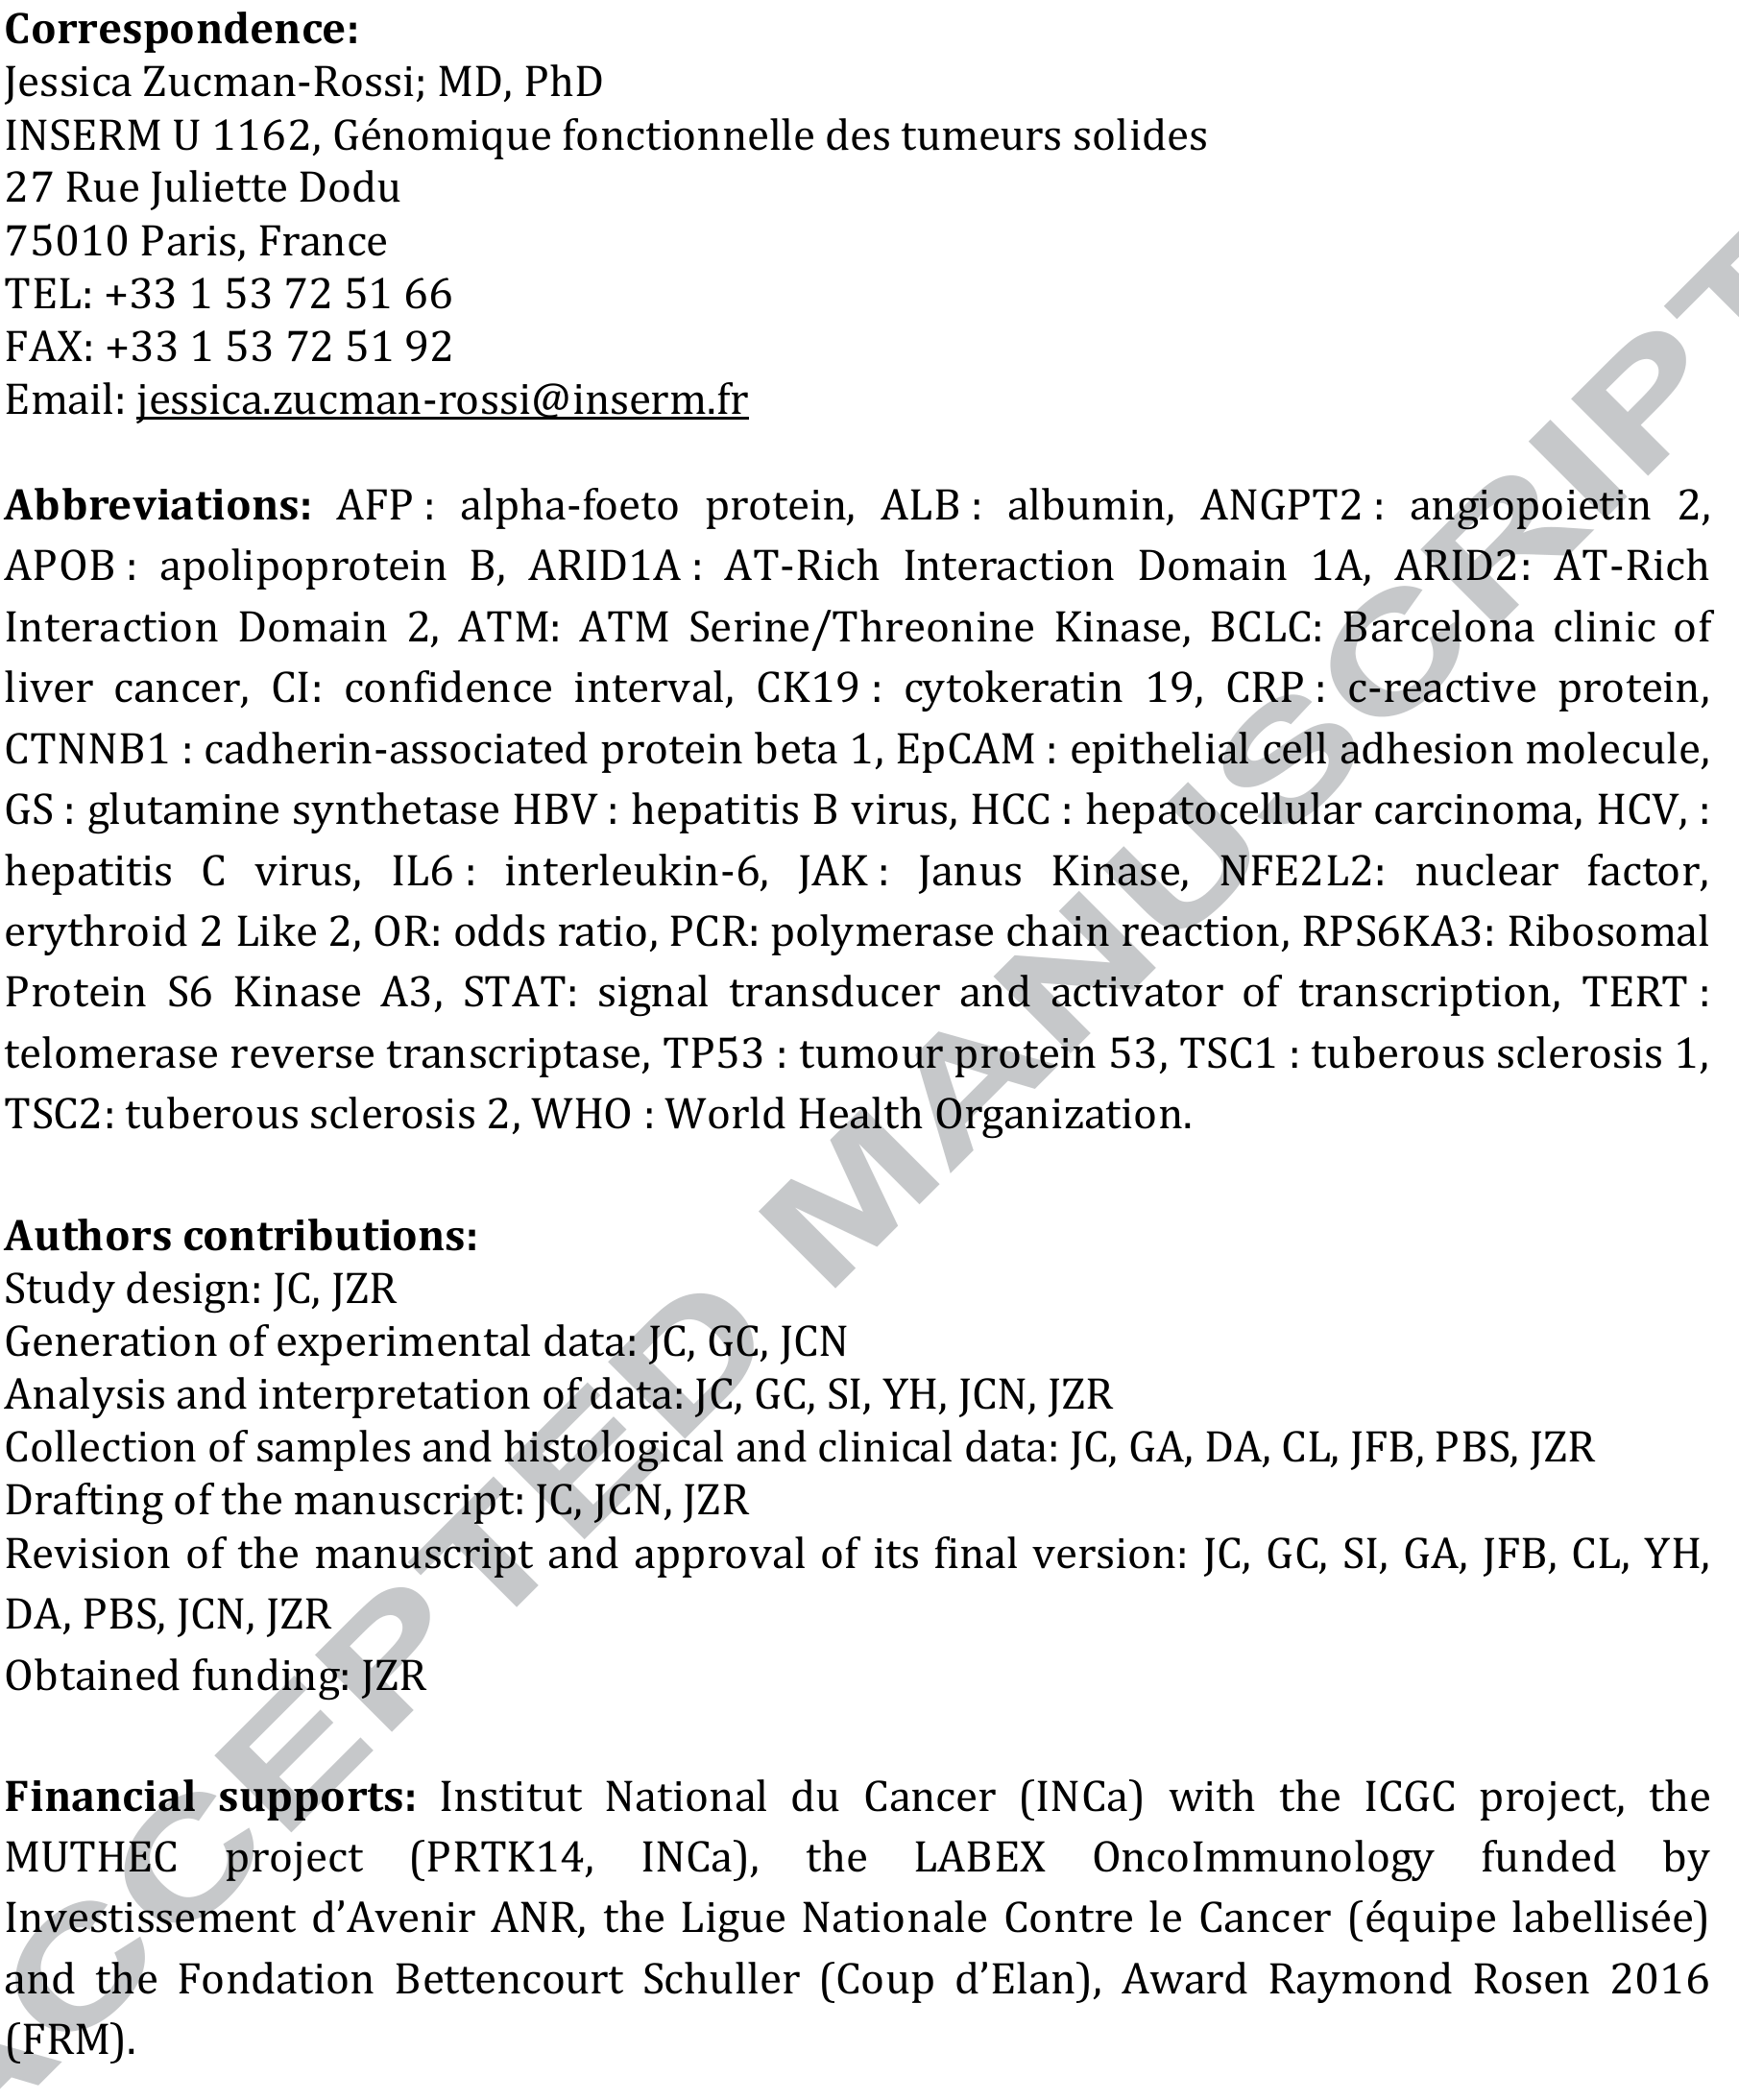 Correspondence:
Jessica Zucman-Rossi; MD, PhD
INSERM U 1162, Génomique fonctionnelle des tumeurs solides
27 Rue Juliette Dodu
75010 Paris, France
TEL: +33 1 53 72 51 66
FAX: +33 1 53 72 51 92
Email: jessica.zucman-rossi@inserm.fr
Abbreviations: AFP : alpha-foeto protein, ALB : albumin, ANGPT2 : angiopoietin 2,
APOB : apolipoprotein B, ARID1A : AT-Rich Interaction Domain 1A, ARID2: AT-Rich
Interaction Domain 2, ATM: ATM Serine/Threonine Kinase, BCLC: Barcelona clinic of
liver cancer, CI: confidence interval, CK19 : cytokeratin 19, CRP : c-reactive protein,
CTNNB1 : cadherin-associated protein beta 1, EpCAM : epithelial cell adhesion molecule,
GS : glutamine synthetase HBV : hepatitis B virus, HCC : hepatocellular carcinoma, HCV, :
hepatitis C virus, IL6 : interleukin-6, JAK : Janus Kinase, NFE2L2: nuclear factor,
erythroid 2 Like 2, OR: odds ratio, PCR: polymerase chain reaction, RPS6KA3: Ribosomal
Protein S6 Kinase A3, STAT: signal transducer and activator of transcription, TERT :
telomerase reverse transcriptase, TP53 : tumour protein 53, TSC1 : tuberous sclerosis 1,
TSC2: tuberous sclerosis 2, WHO : World Health Organization.
Authors contributions:
Study design: JC, JZR
Generation of experimental data: JC, GC, JCN
Analysis and interpretation of data: JC, GC, SI, YH, JCN, JZR
Collection of samples and histological and clinical data: JC, GA, DA, CL, JFB, PBS, JZR
Drafting of the manuscript: JC, JCN, JZR
Revision of the manuscript and approval of its final version: JC, GC, SI, GA, JFB, CL, YH,
DA, PBS, JCN, JZR
Obtained funding: JZR
Financial supports: Institut National du Cancer (INCa) with the ICGC project, the
MUTHEC project (PRTK14, INCa), the LABEX OncoImmunology funded by
Investissement d’Avenir ANR, the Ligue Nationale Contre le Cancer (équipe labellisée)
and the Fondation Bettencourt Schuller (Coup d’Elan), Award Raymond Rosen 2016
(FRM).
ACCEPTED MANUSCRIPT